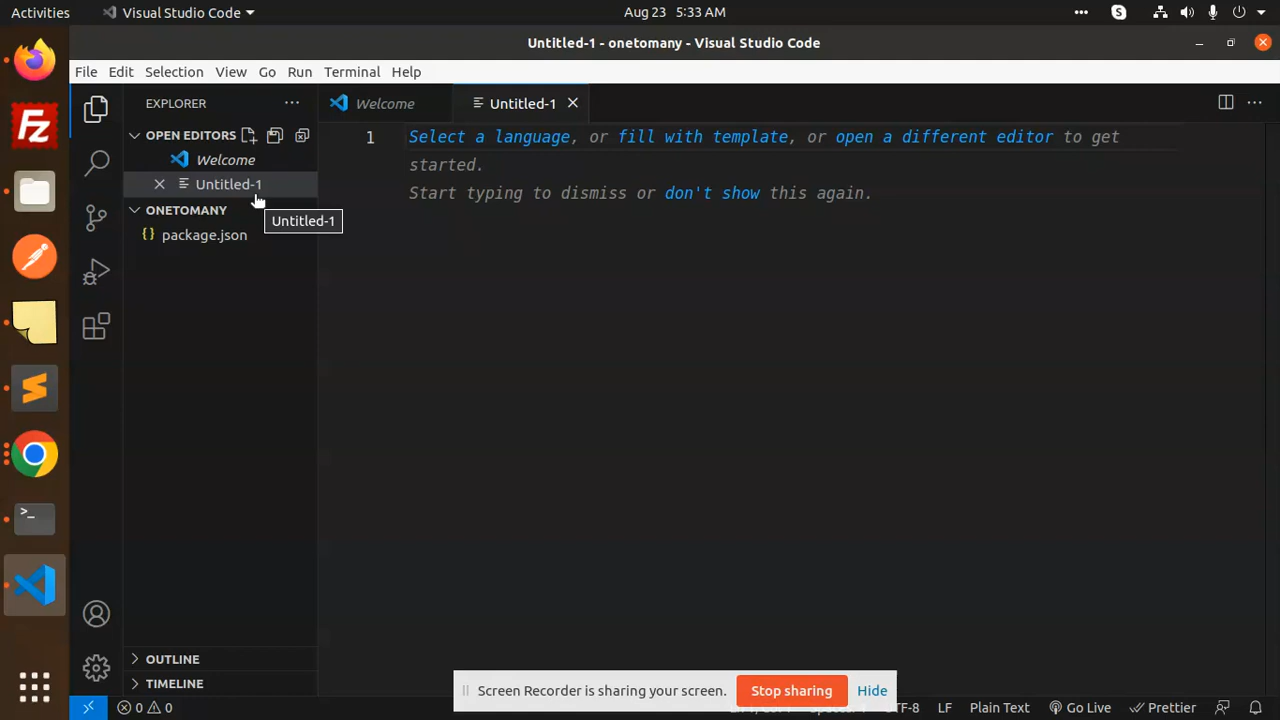 Activities
Visual Studio Code
Aug 23 5:33 AM
Untitled-1 - onetomany - Visual Studio Code
File Edit Selection View Go Run Terminal Help
EXPLORER
Welcome
Untitled-1
OPEN EDITORS
Welcome
Untitled-1
Untitled-1
ONETOMANY
package.json
OUTLINE
TIMELINE
1
Select a language, or fill with template, or open a different editor to get
started.
Start typing to dismiss or don't show this again.
Screen Recorder is sharing your screen.
Stop sharing
Hide
0 0
UTF-8
LF
Plain Text
Go Live
Prettier